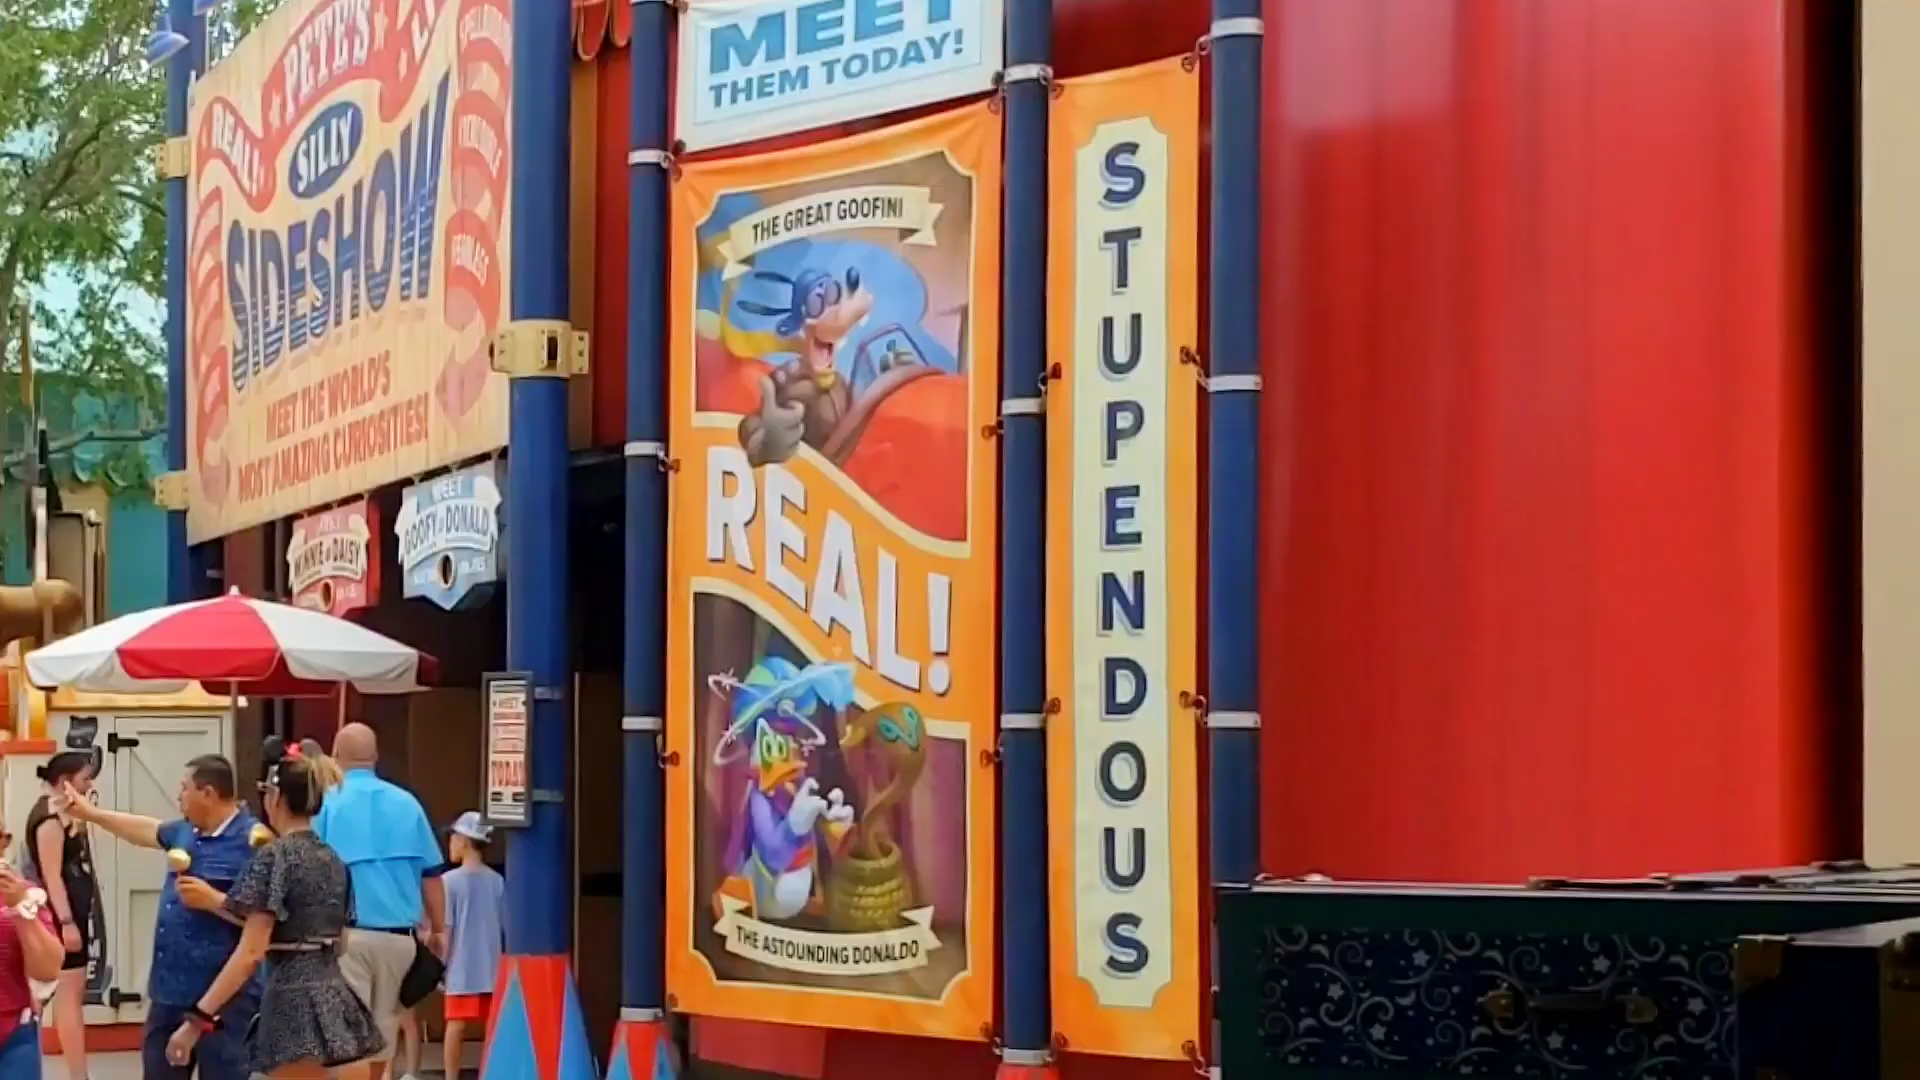 PETE'S
REAL!
SILLY
SIDESHOW
MEET THE WORLD'S
MOST AMAZING CURIOSITIES!
MEET
MINNIE & DAISY
MEET
GOOFY & DONALD
MEET
TODAY
MEET
THEM TODAY!
THE GREAT GOOFINI
REAL!
THE ASTOUNDING DONALDO
STUPENDOUS